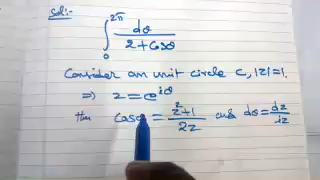 Sol:-
∫₀^{2π} dθ / (2 + Cosθ)
Consider an unit circle C, |z|=1.
⇒ z = e^{iθ}
then cosθ = (z²+1)/2z and dθ = dz/iz